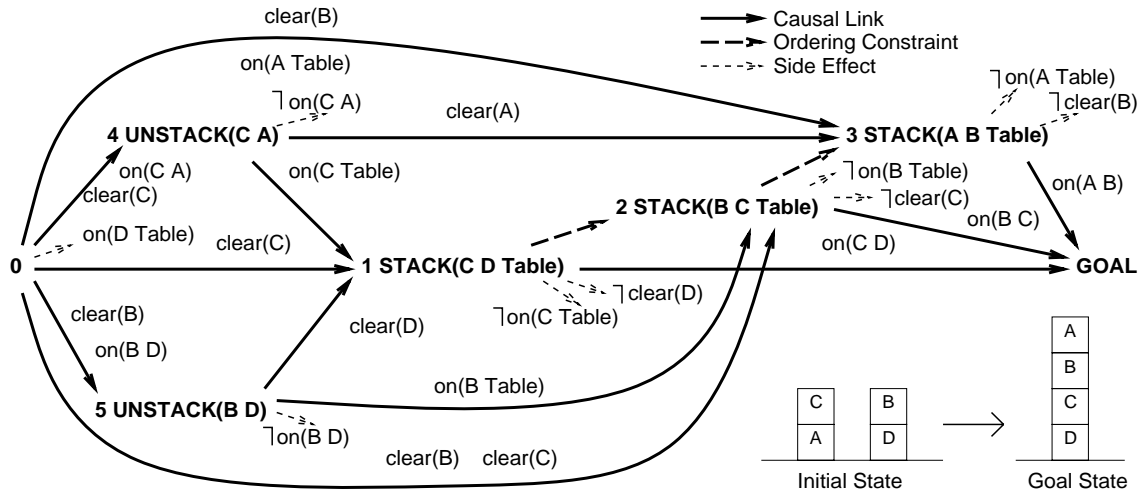 clear(B)
Causal Link
Ordering Constraint
Side Effect
on(A Table)
¬on(C A)
clear(A)
¬on(A Table)
¬clear(B)
4 UNSTACK(C A)
3 STACK(A B Table)
on(C A)
clear(C)
on(C Table)
¬on(B Table)
¬clear(C)
on(A B)
2 STACK(B C Table)
on(B C)
on(D Table)
clear(C)
on(C D)
0
1 STACK(C D Table)
GOAL
¬clear(D)
¬on(C Table)
clear(B)
on(B D)
clear(D)
on(B Table)
5 UNSTACK(B D)
¬on(B D)
clear(B) clear(C)
C
A
B
D
A
B
C
D
Initial State
Goal State